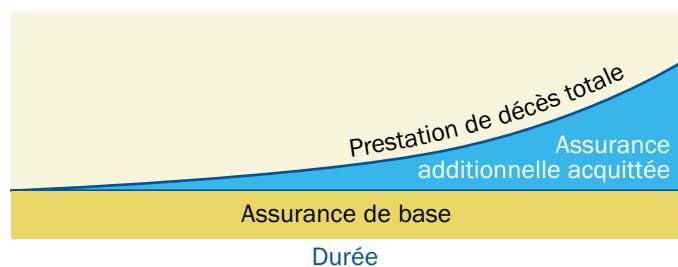 Prestation de décès totale
Assurance
additionnelle acquittée
Assurance de base
Durée